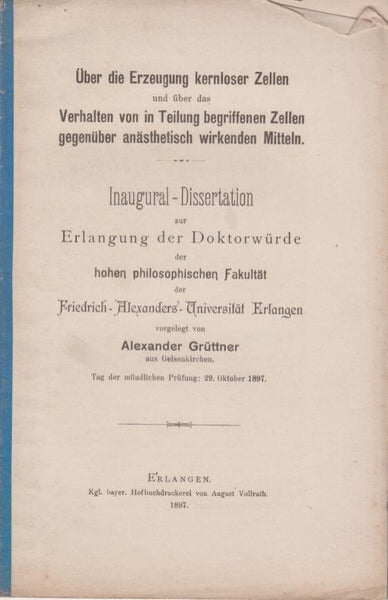 Über die Erzeugung kernloser Zellen
und über das
Verhalten von in Teilung begriffenen Zellen
gegenüber anästhetisch wirkenden Mitteln.
Inaugural-Dissertation
zur
Erlangung der Doktorwürde
der
hohen philosophischen Fakultät
der
Friedrich-Alexanders-Universität Erlangen
vorgelegt von
Alexander Grüttner
aus Gelsenkirchen.
Tag der mündlichen Prüfung: 29. Oktober 1897.
ERLANGEN.
Kgl. bayer. Hofbuchdruckerei von August Vollrath.
1897.